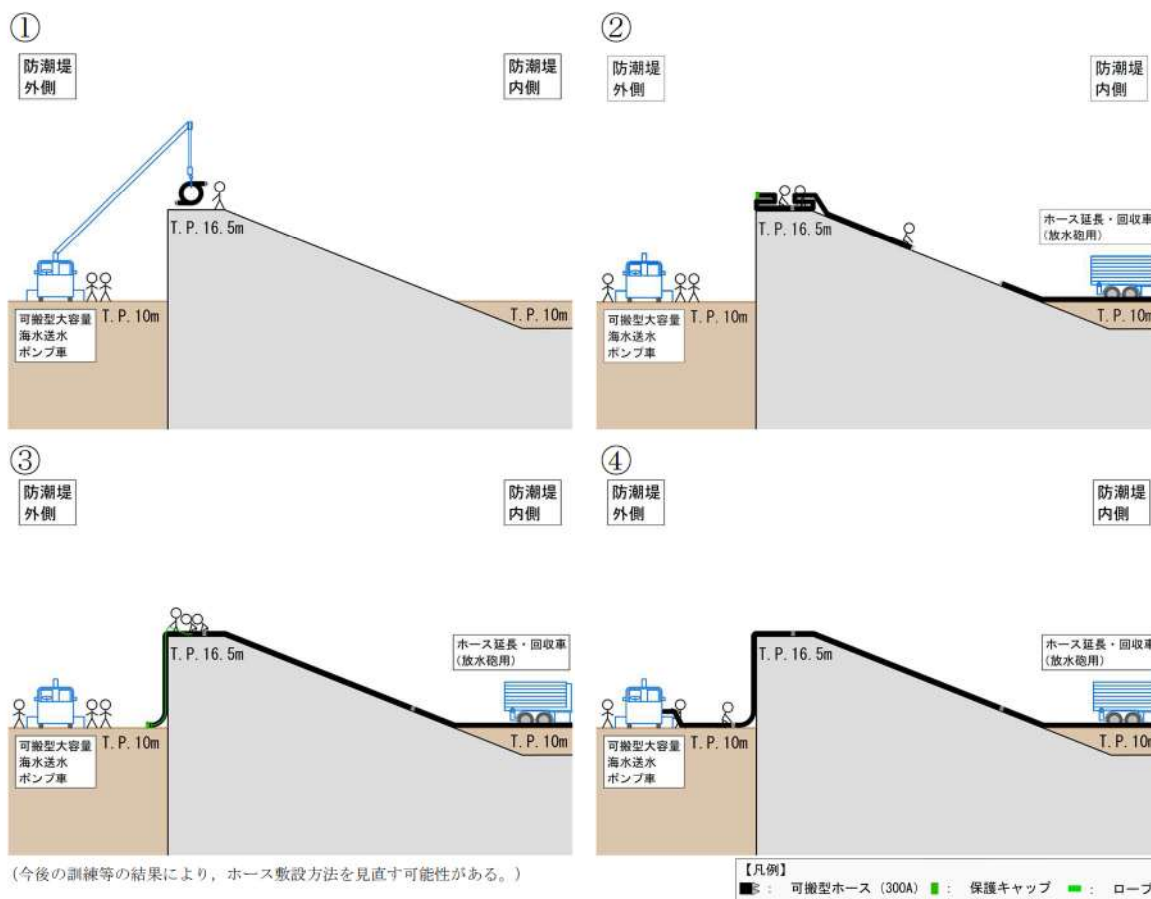 ①
防潮堤
外側
防潮堤
内側
T.P.16.5m
可搬型大容量
海水送水
ポンプ車
T.P.10m
T.P.10m
②
防潮堤
外側
防潮堤
内側
T.P.16.5m
ホース延長・回収車
(放水砲用)
可搬型大容量
海水送水
ポンプ車
T.P.10m
T.P.10m
③
防潮堤
外側
防潮堤
内側
T.P.16.5m
ホース延長・回収車
(放水砲用)
可搬型大容量
海水送水
ポンプ車
T.P.10m
T.P.10m
④
防潮堤
外側
防潮堤
内側
T.P.16.5m
ホース延長・回収車
(放水砲用)
可搬型大容量
海水送水
ポンプ車
T.P.10m
T.P.10m
(今後の訓練等の結果により，ホース敷設方法を見直す可能性がある。)
【凡例】
： 可搬型ホース (300A) ： 保護キャップ ： ロープ